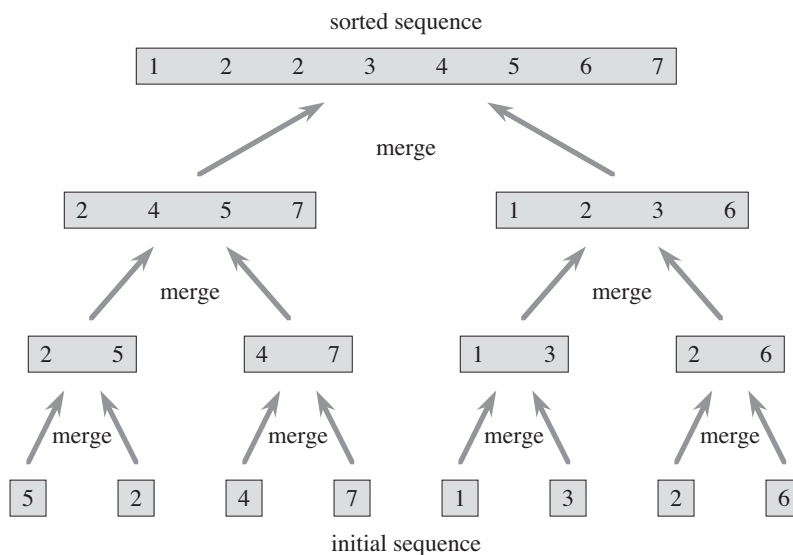 sorted sequence
1 2 2 3 4 5 6 7
merge
2 4 5 7 1 2 3 6
merge merge
2 5 4 7 1 3 2 6
merge merge merge merge
5 2 4 7 1 3 2 6
initial sequence